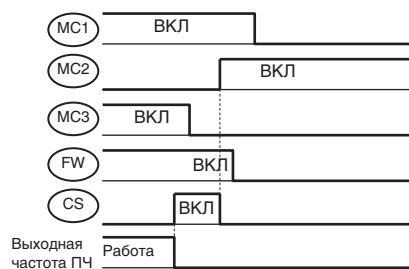 MC1 ВКЛ
MC2 ВКЛ
MC3 ВКЛ
FW ВКЛ
CS ВКЛ
Выходная
частота ПЧ Работа